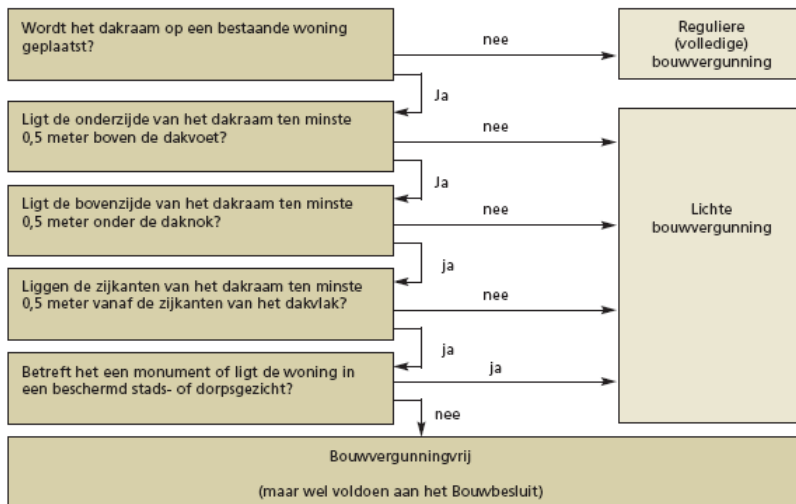 Wordt het dakraam op een bestaande woning
geplaatst?
nee
Reguliere
(volledige)
bouwvergunning
Ja
Ligt de onderzijde van het dakraam ten minste
0,5 meter boven de dakvoet?
nee
Ja
Ligt de bovenzijde van het dakraam ten minste
0,5 meter onder de daknok?
nee
Lichte
bouwvergunning
ja
Liggen de zijkanten van het dakraam ten minste
0,5 meter vanaf de zijkanten van het dakvlak?
nee
ja
Betreft het een monument of ligt de woning in
een beschermd stads- of dorpsgezicht?
ja
nee
Bouwvergunningvrij
(maar wel voldoen aan het Bouwbesluit)